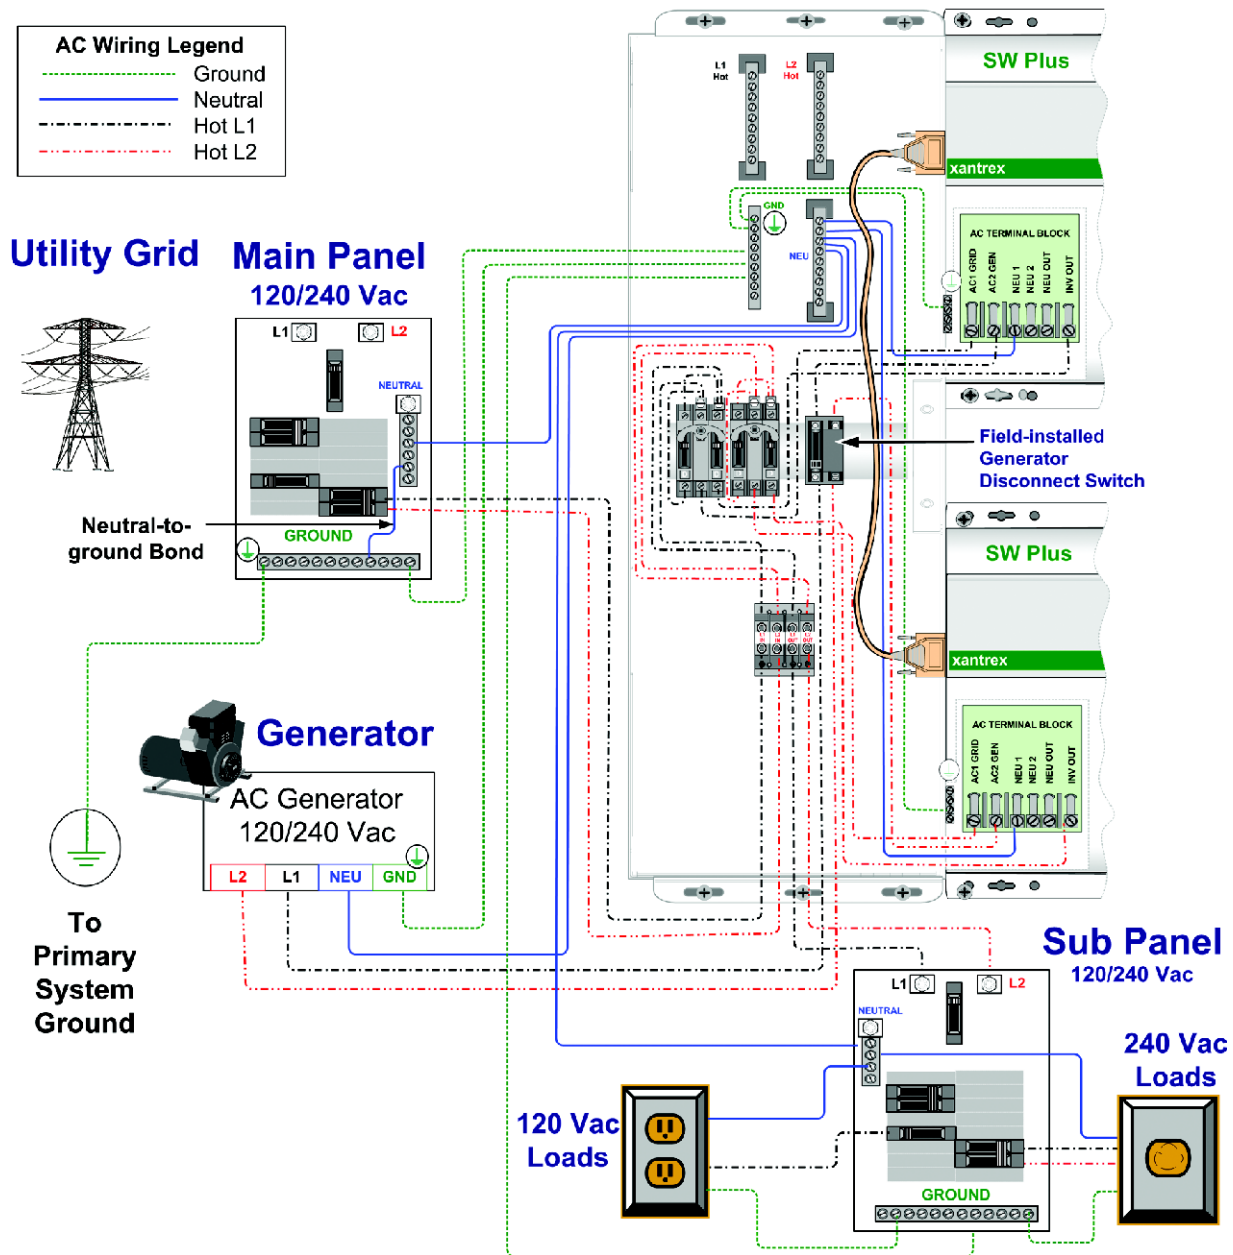 AC Wiring Legend
Ground
Neutral
Hot L1
Hot L2
Utility Grid
Main Panel
120/240 Vac
L1
L2
NEUTRAL
GROUND
Neutral-to-
ground Bond
Generator
AC Generator
120/240 Vac
L2
L1
NEU
GND
To
Primary
System
Ground
L1
Hot
L2
Hot
GND
NEU
SW Plus
xantrex
AC TERMINAL BLOCK
AC1 GRID
AC2 GEN
NEU 1
NEU 2
NEU OUT
INV OUT
Field-installed
Generator
Disconnect Switch
SW Plus
xantrex
AC TERMINAL BLOCK
AC1 GRID
AC2 GEN
NEU 1
NEU 2
NEU OUT
INV OUT
Sub Panel
120/240 Vac
L1
L2
NEUTRAL
GROUND
120 Vac
Loads
240 Vac
Loads